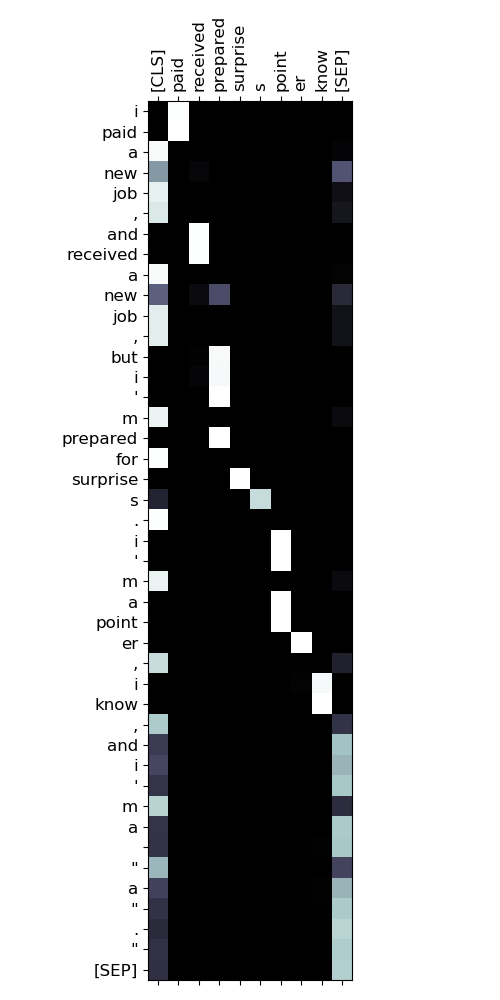 [CLS] paid received prepared surprise s point er know [SEP]
i
paid
a
new
job
,
and
received
a
new
job
,
but
i
'
m
prepared
for
surprise
s
.
i
'
m
a
point
er
,
i
know
,
and
i
'
m
a
"
a
"
.
"
[SEP]